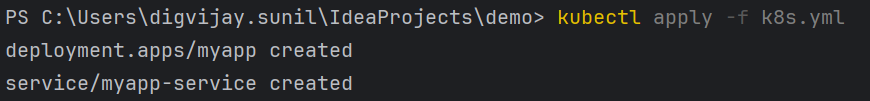 PS C:\Users\digvijay.sunil\IdeaProjects\demo> kubectl apply -f k8s.yml
deployment.apps/myapp created
service/myapp-service created